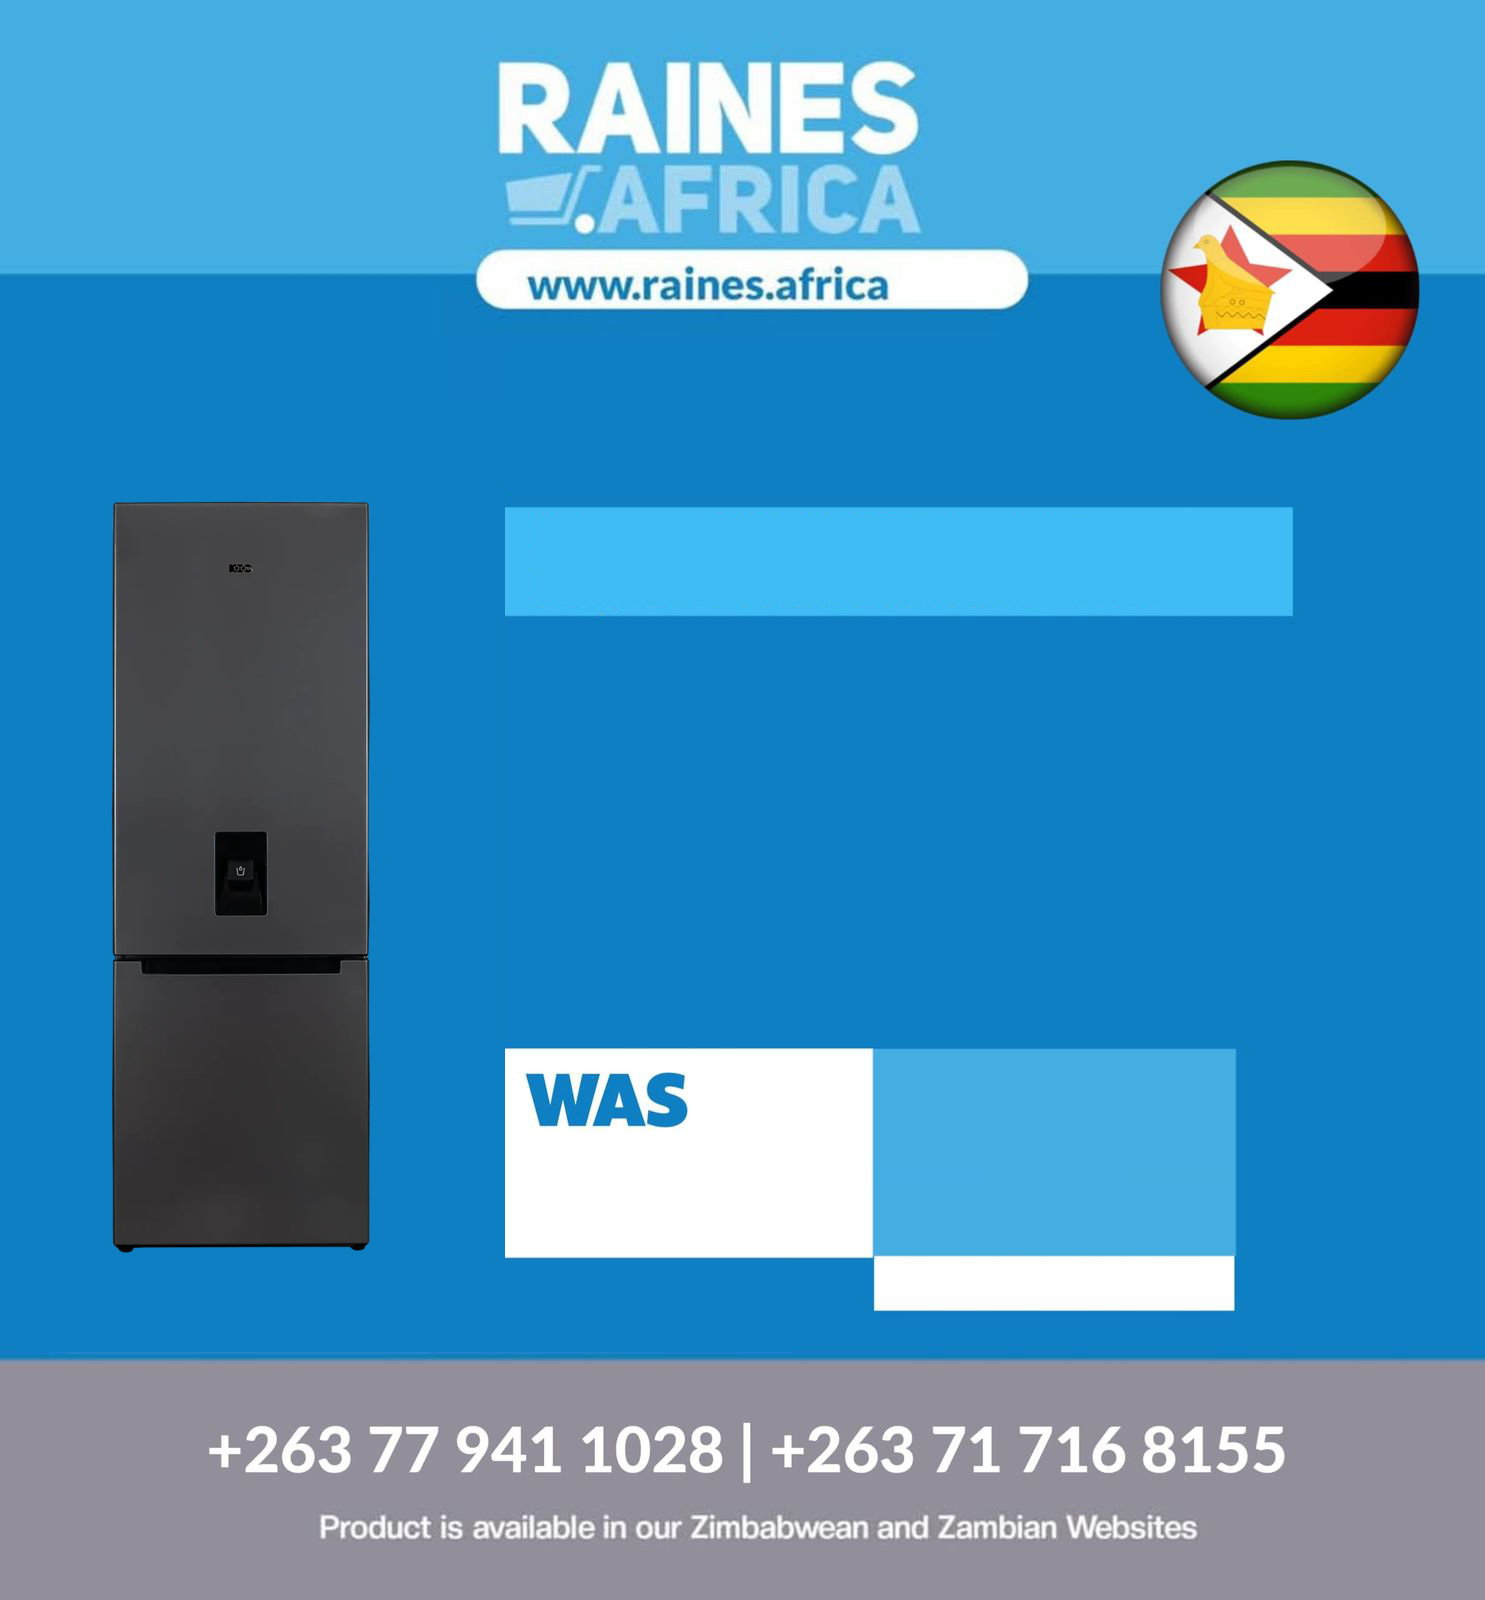 RAINES
.AFRICA
www.raines.africa
WAS
+263 77 941 1028 | +263 71 716 8155
Product is available in our Zimbabwean and Zambian Websites